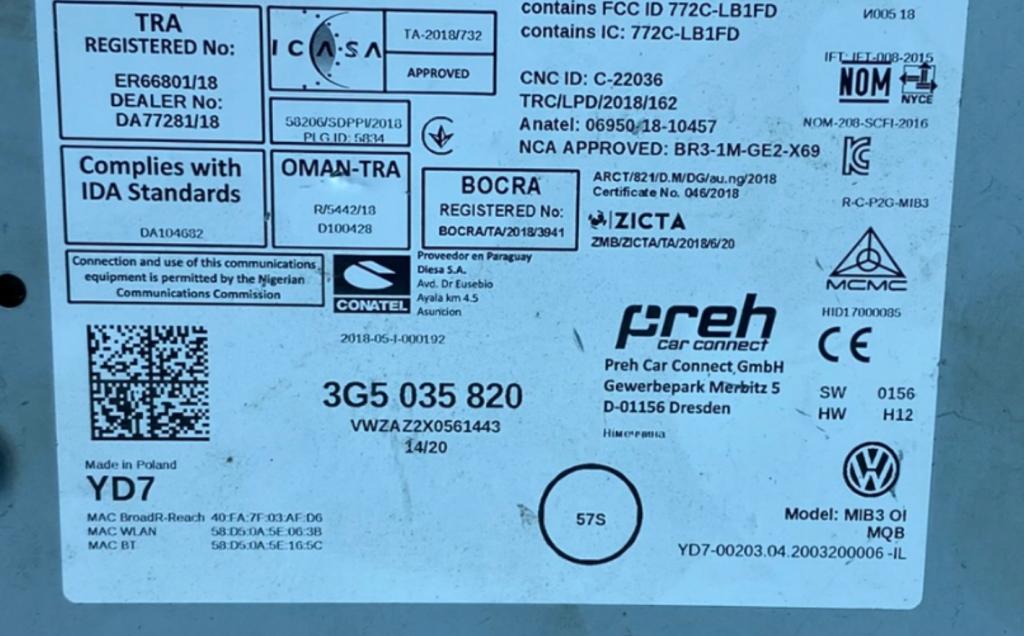 TRA
REGISTERED No:
ER66801/18
DEALER No:
DA77281/18
ICASA
TA-2018/732
APPROVED
contains FCC ID 772C-LB1FD
contains IC: 772C-LB1FD
58206/SDPPI/2018
PLG ID: 5834
CNC ID: C-22036
TRC/LPD/2018/162
Anatel: 06950-18-10457
NCA APPROVED: BR3-1M-GE2-X69
IFT: IFT-008-2015
NOM
NYCE
NOM-208-SCFI-2016
R-C-P2G-MIB3
Complies with
IDA Standards
DA104682
OMAN-TRA
R/5442/18
D100428
BOCRA
REGISTERED No:
BOCRA/TA/2018/3941
ARCT/821/D.M/DG/au.ng/2018
Certificate No. 046/2018
ZICTA
ZMB/ZICTA/TA/2018/6/20
MCMC
HID17000085
CE
Connection and use of this communications
equipment is permitted by the Nigerian
Communications Commission
CONATEL
Proveedor en Paraguay
Diesa S.A.
Avd. Dr Eusebio
Ayala km 4.5
Asuncion
2018-05-I-000192
preh
car connect
Preh Car Connect GmbH
Gewerbepark Merbitz 5
D-01156 Dresden
SW 0156
HW H12
3G5 035 820
VWZAZ2X0561443
14/20
Made in Poland
YD7
MAC BroadR-Reach 40:FA:7F:03:AF:D6
MAC WLAN 58:D5:0A:5E:06:3B
MAC BT 58:D5:0A:5E:16:5C
57S
VW
Model: MIB3 OI
MQB
YD7-00203.04.2003200006 -IL